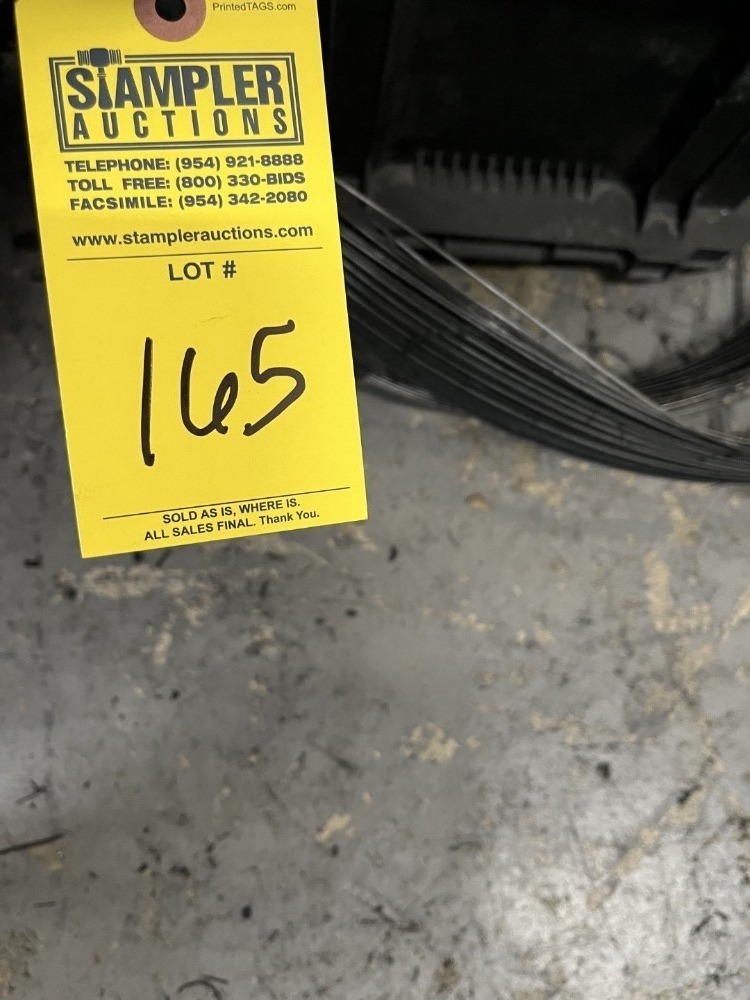 PrintedTAGS.com
STAMPLER
AUCTIONS
TELEPHONE: (954) 921-8888
TOLL FREE: (800) 330-BIDS
FACSIMILE: (954) 342-2080
www.stamplerauctions.com
LOT #
165
SOLD AS IS, WHERE IS.
ALL SALES FINAL. Thank You.